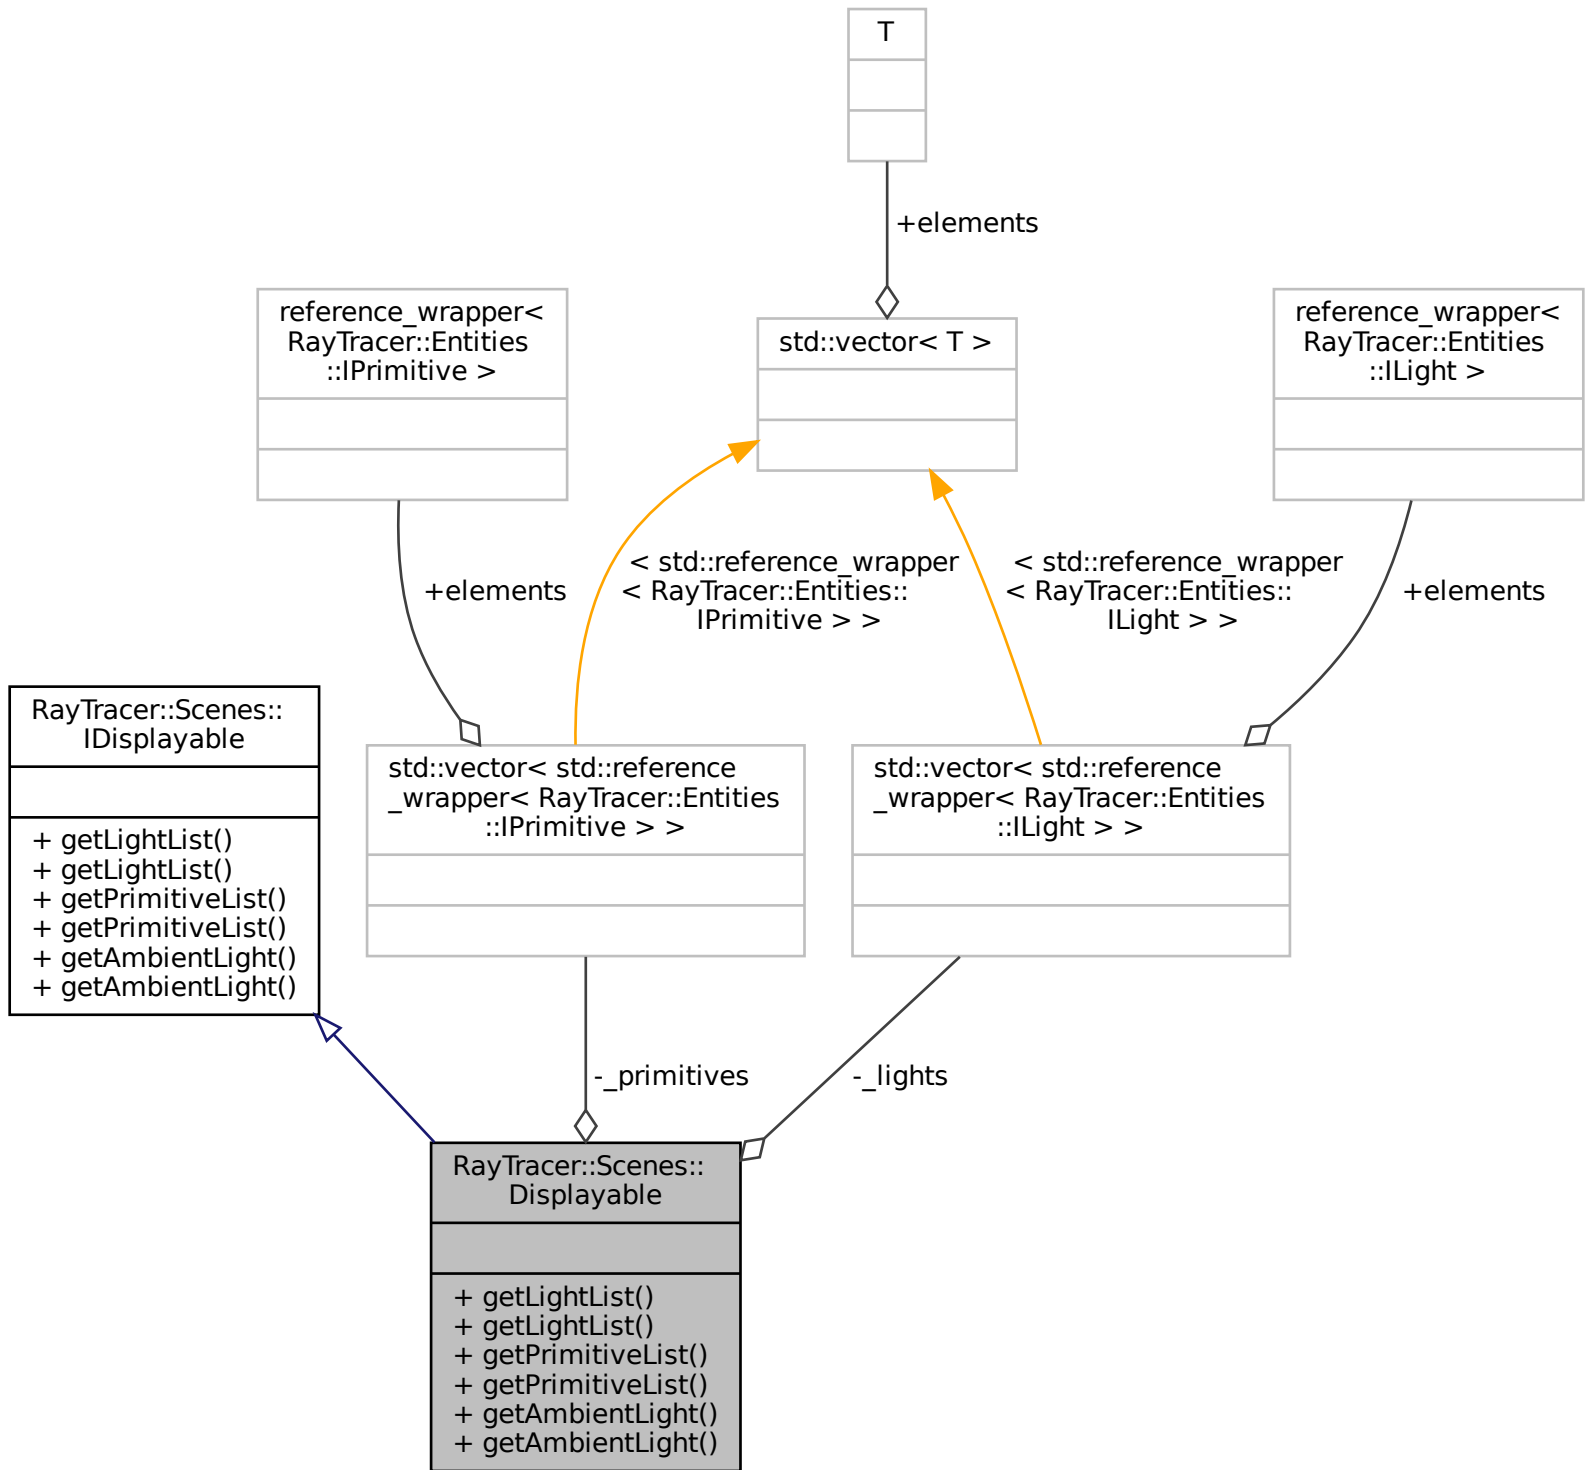 T
+elements
reference_wrapper<
RayTracer::Entities
::IPrimitive >
std::vector< T >
reference_wrapper<
RayTracer::Entities
::ILight >
+elements
< std::reference_wrapper
< RayTracer::Entities::
IPrimitive > >
< std::reference_wrapper
< RayTracer::Entities::
ILight > >
+elements
RayTracer::Scenes::
IDisplayable
+ getLightList()
+ getLightList()
+ getPrimitiveList()
+ getPrimitiveList()
+ getAmbientLight()
+ getAmbientLight()
std::vector< std::reference
_wrapper< RayTracer::Entities
::IPrimitive > >
std::vector< std::reference
_wrapper< RayTracer::Entities
::ILight > >
-_primitives
-_lights
RayTracer::Scenes::
Displayable
+ getLightList()
+ getLightList()
+ getPrimitiveList()
+ getPrimitiveList()
+ getAmbientLight()
+ getAmbientLight()